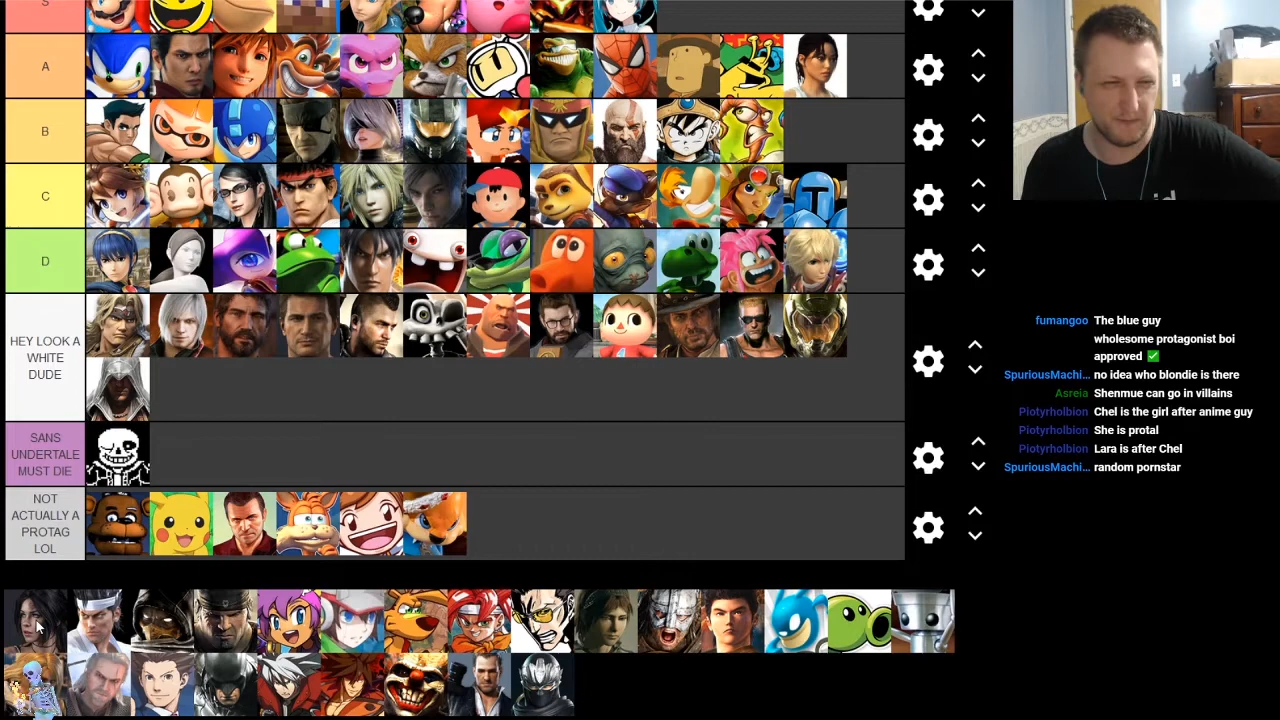 S
A
B
C
D
HEY LOOK A
WHITE
DUDE
SANS
UNDERTALE
MUST DIE
NOT
ACTUALLY A
PROTAG
LOL
fumangoo The blue guy
wholesome protagonist boi
approved ✅
SpuriousMachi... no idea who blondie is there
Asreia Shenmue can go in villains
Piotyrholbion Chel is the girl after anime guy
Piotyrholbion She is protal
Piotyrholbion Lara is after Chel
SpuriousMachi... random pornstar